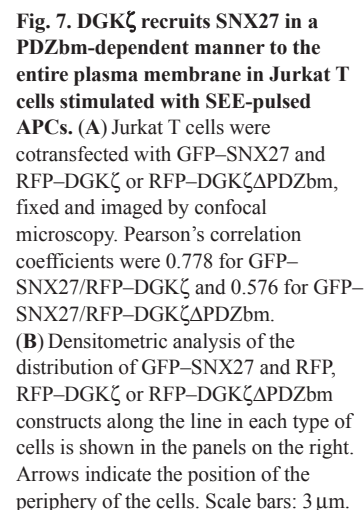 Fig. 7. DGKζ recruits SNX27 in a
PDZbm-dependent manner to the
entire plasma membrane in Jurkat T
cells stimulated with SEE-pulsed
APCs. (A) Jurkat T cells were
cotransfected with GFP–SNX27 and
RFP–DGKζ or RFP–DGKζΔPDZbm,
fixed and imaged by confocal
microscopy. Pearson’s correlation
coefficients were 0.778 for GFP–
SNX27/RFP–DGKζ and 0.576 for GFP–
SNX27/RFP–DGKζΔPDZbm.
(B) Densitometric analysis of the
distribution of GFP–SNX27 and RFP,
RFP–DGKζ or RFP–DGKζΔPDZbm
constructs along the line in each type of
cells is shown in the panels on the right.
Arrows indicate the position of the
periphery of the cells. Scale bars: 3 μm.